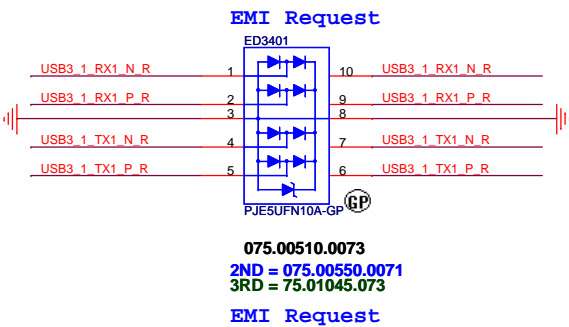 EMI Request
ED3401
USB3_1_RX1_N_R 1 10 USB3_1_RX1_N_R
USB3_1_RX1_P_R 2 9 USB3_1_RX1_P_R
3 8
USB3_1_TX1_N_R 4 7 USB3_1_TX1_N_R
USB3_1_TX1_P_R 5 6 USB3_1_TX1_P_R
PJE5UFN10A-GP GP
075.00510.0073
2ND = 075.00550.0071
3RD = 75.01045.073
EMI Request